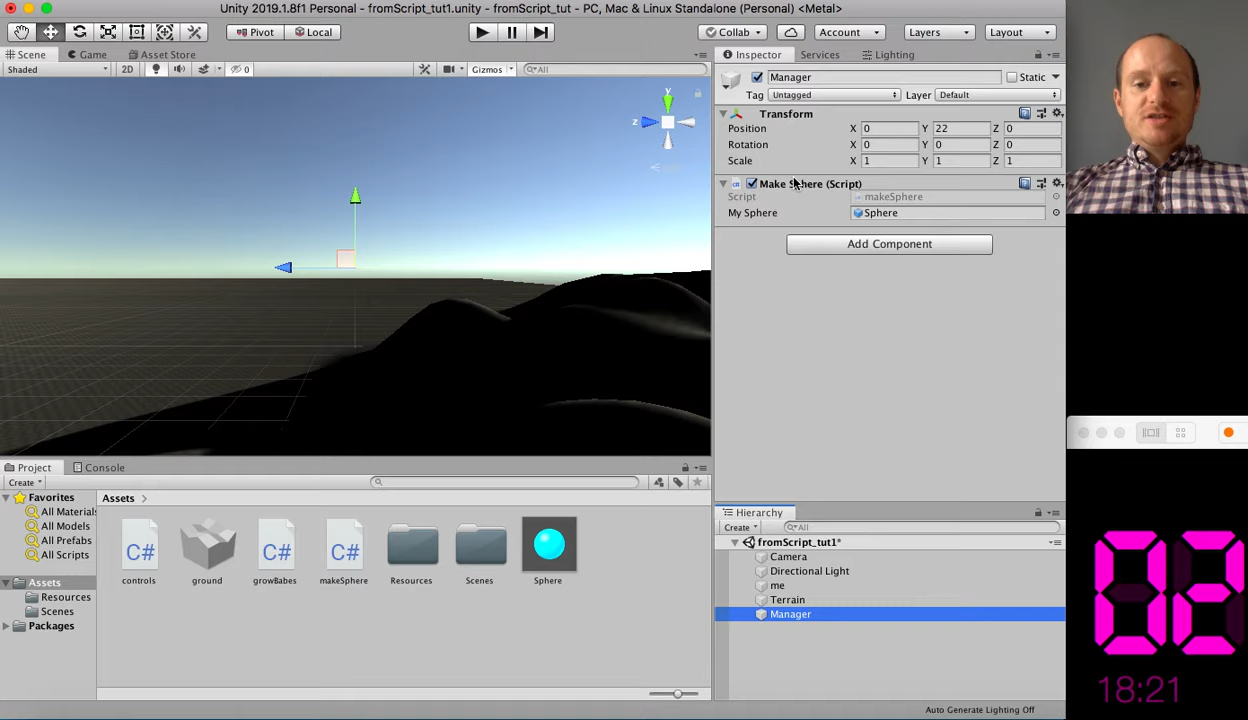 Unity 2019.1.8f1 Personal - fromScript_tut1.unity - fromScript_tut - PC, Mac & Linux Standalone (Personal) <Metal>
Pivot Local Collab Account Layers Layout
Scene Game Asset Store
Shaded 2D 0 Gizmos All
y
z
Inspector Services Lighting
Manager Static
Tag Untagged Layer Default
Transform
Position X 0 Y 22 Z 0
Rotation X 0 Y 0 Z 0
Scale X 1 Y 1 Z 1
Make Sphere (Script)
Script makeSphere
My Sphere Sphere
Add Component
Project Console
Create
Favorites
All Materials
All Models
All Prefabs
All Scripts
Assets
Resources
Scenes
Packages
Assets
C# C# C#
controls ground growBabes makeSphere Resources Scenes Sphere
Hierarchy
Create All
fromScript_tut1*
Camera
Directional Light
me
Terrain
Manager
Auto Generate Lighting Off
02
18:21